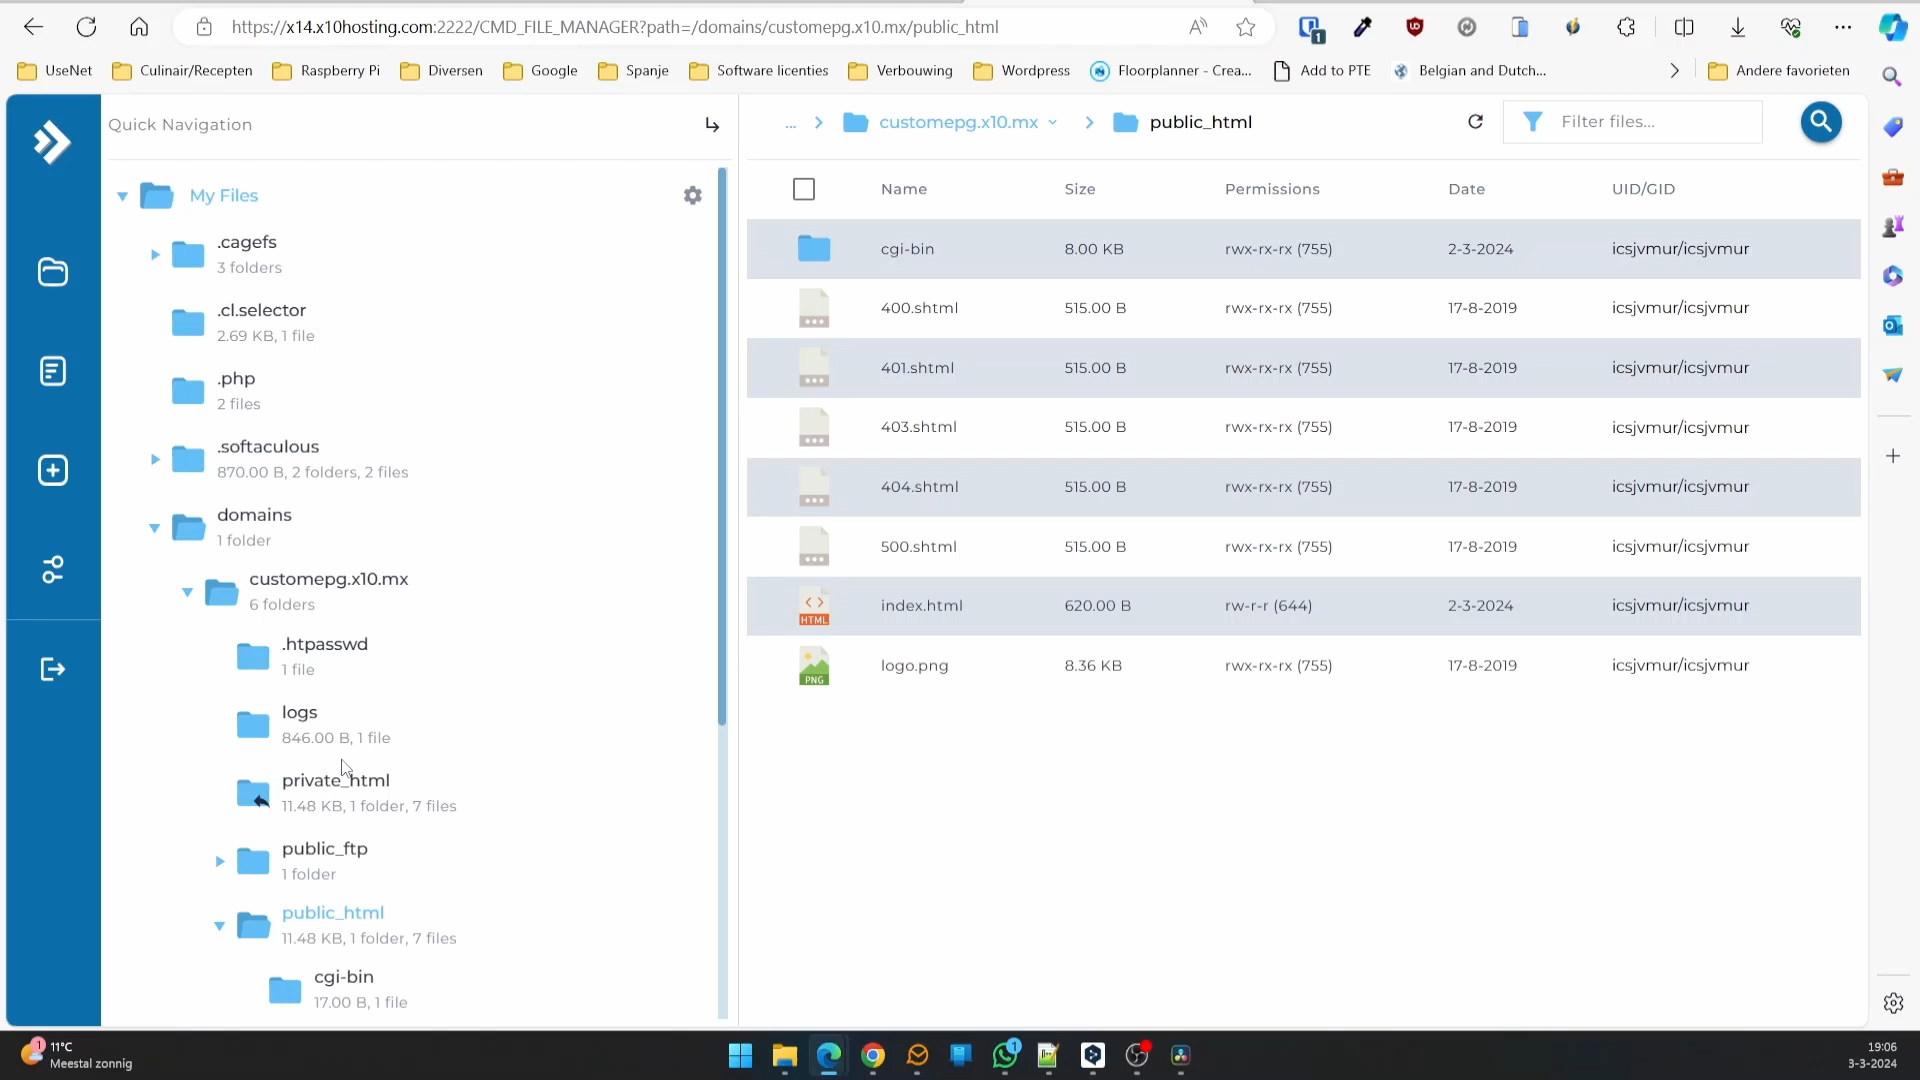 https://x14.x10hosting.com:2222/CMD_FILE_MANAGER?path=/domains/customepg.x10.mx/public_html
1
UseNet
Culinair/Recepten
Raspberry Pi
Diversen
Google
Spanje
Software licenties
Verbouwing
Wordpress
Floorplanner - Crea...
Add to PTE
Belgian and Dutch...
Andere favorieten
Quick Navigation
My Files
.cagefs
3 folders
.cl.selector
2.69 KB, 1 file
.php
2 files
.softaculous
870.00 B, 2 folders, 2 files
domains
1 folder
customepg.x10.mx
6 folders
.htpasswd
1 file
logs
846.00 B, 1 file
private_html
11.48 KB, 1 folder, 7 files
public_ftp
1 folder
public_html
11.48 KB, 1 folder, 7 files
cgi-bin
17.00 B, 1 file
... customepg.x10.mx public_html
Filter files...
Name Size Permissions Date UID/GID
cgi-bin 8.00 KB rwx-rx-rx (755) 2-3-2024 icsjvmur/icsjvmur
400.shtml 515.00 B rwx-rx-rx (755) 17-8-2019 icsjvmur/icsjvmur
401.shtml 515.00 B rwx-rx-rx (755) 17-8-2019 icsjvmur/icsjvmur
403.shtml 515.00 B rwx-rx-rx (755) 17-8-2019 icsjvmur/icsjvmur
404.shtml 515.00 B rwx-rx-rx (755) 17-8-2019 icsjvmur/icsjvmur
500.shtml 515.00 B rwx-rx-rx (755) 17-8-2019 icsjvmur/icsjvmur
HTML index.html 620.00 B rw-r-r (644) 2-3-2024 icsjvmur/icsjvmur
PNG logo.png 8.36 KB rwx-rx-rx (755) 17-8-2019 icsjvmur/icsjvmur
1
11°C
Meestal zonnig
1
19:06
3-3-2024